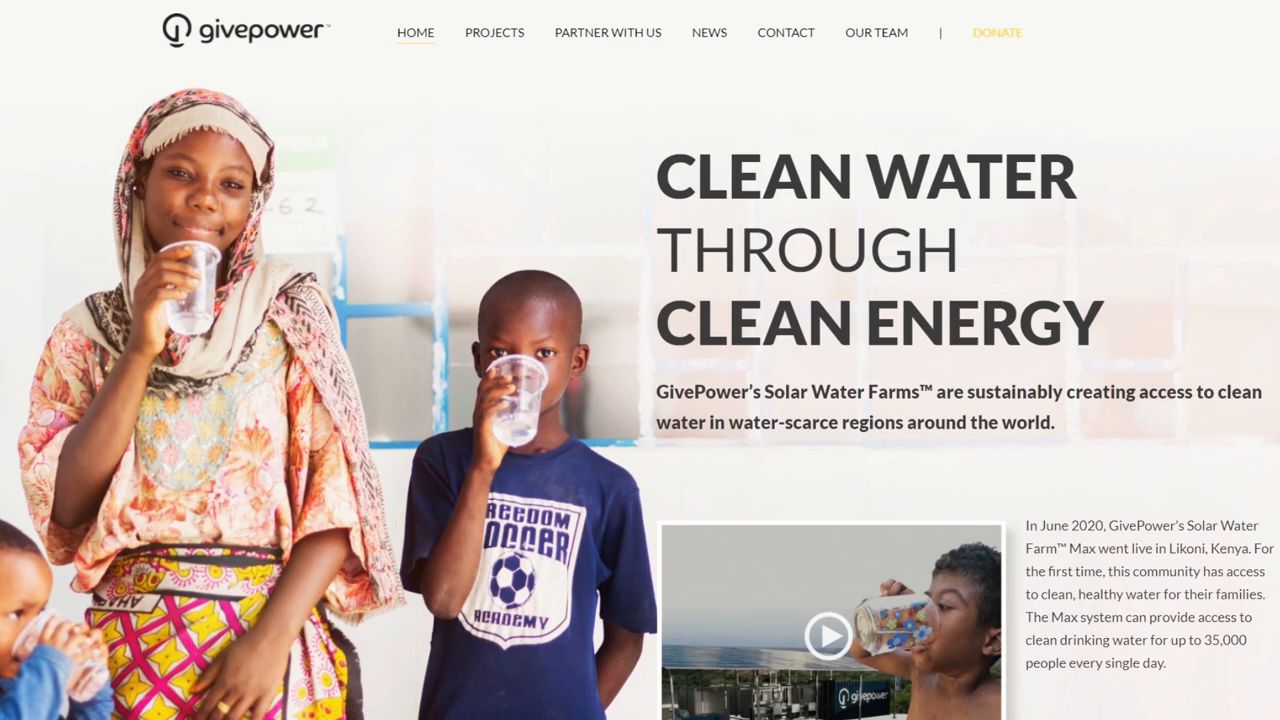 givepower™
HOME PROJECTS PARTNER WITH US NEWS CONTACT OUR TEAM | DONATE
CLEAN WATER
THROUGH
CLEAN ENERGY
GivePower’s Solar Water Farms™ are sustainably creating access to clean
water in water-scarce regions around the world.
In June 2020, GivePower’s Solar Water
Farm™ Max went live in Likoni, Kenya. For
the first time, this community has access
to clean, healthy water for their families.
The Max system can provide access to
clean drinking water for up to 35,000
people every single day.
REEDOM
OCCER
ACADEMY
givepower